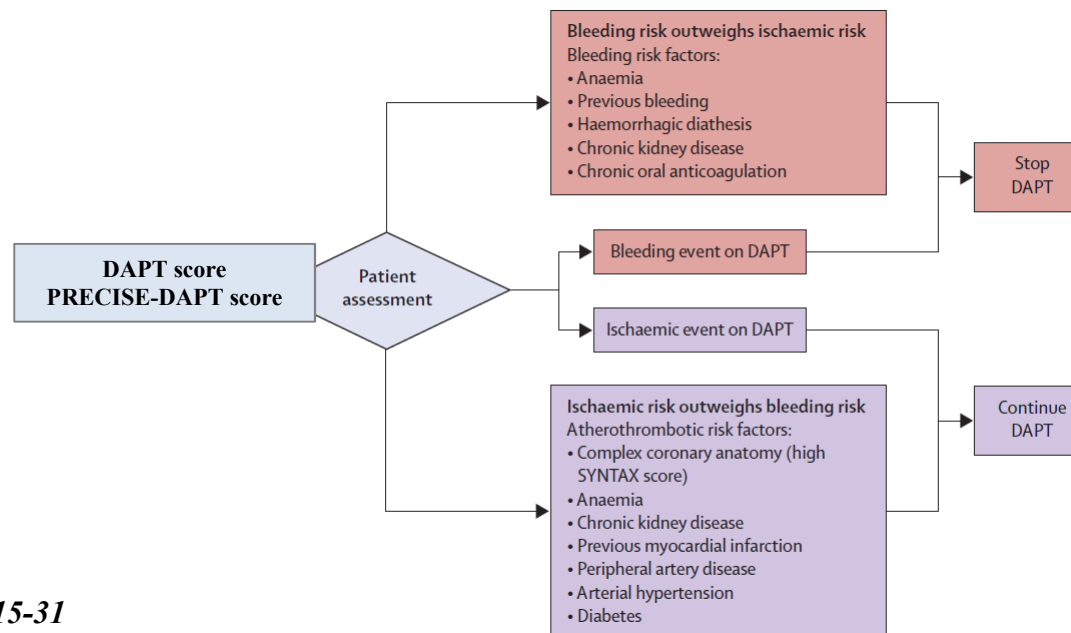 Bleeding risk outweighs ischaemic risk
Bleeding risk factors:
• Anaemia
• Previous bleeding
• Haemorrhagic diathesis
• Chronic kidney disease
• Chronic oral anticoagulation
Stop
DAPT
DAPT score
PRECISE-DAPT score
Patient
assessment
Bleeding event on DAPT
Ischaemic event on DAPT
Ischaemic risk outweighs bleeding risk
Atherothrombotic risk factors:
• Complex coronary anatomy (high
SYNTAX score)
• Anaemia
• Chronic kidney disease
• Previous myocardial infarction
• Peripheral artery disease
• Arterial hypertension
• Diabetes
Continue
DAPT
15-31